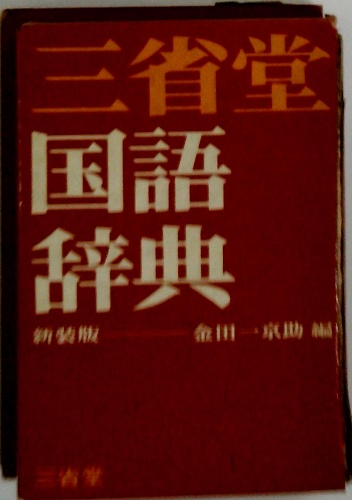 三省堂
国語
辞典
新装版 金田一京助 編
三省堂